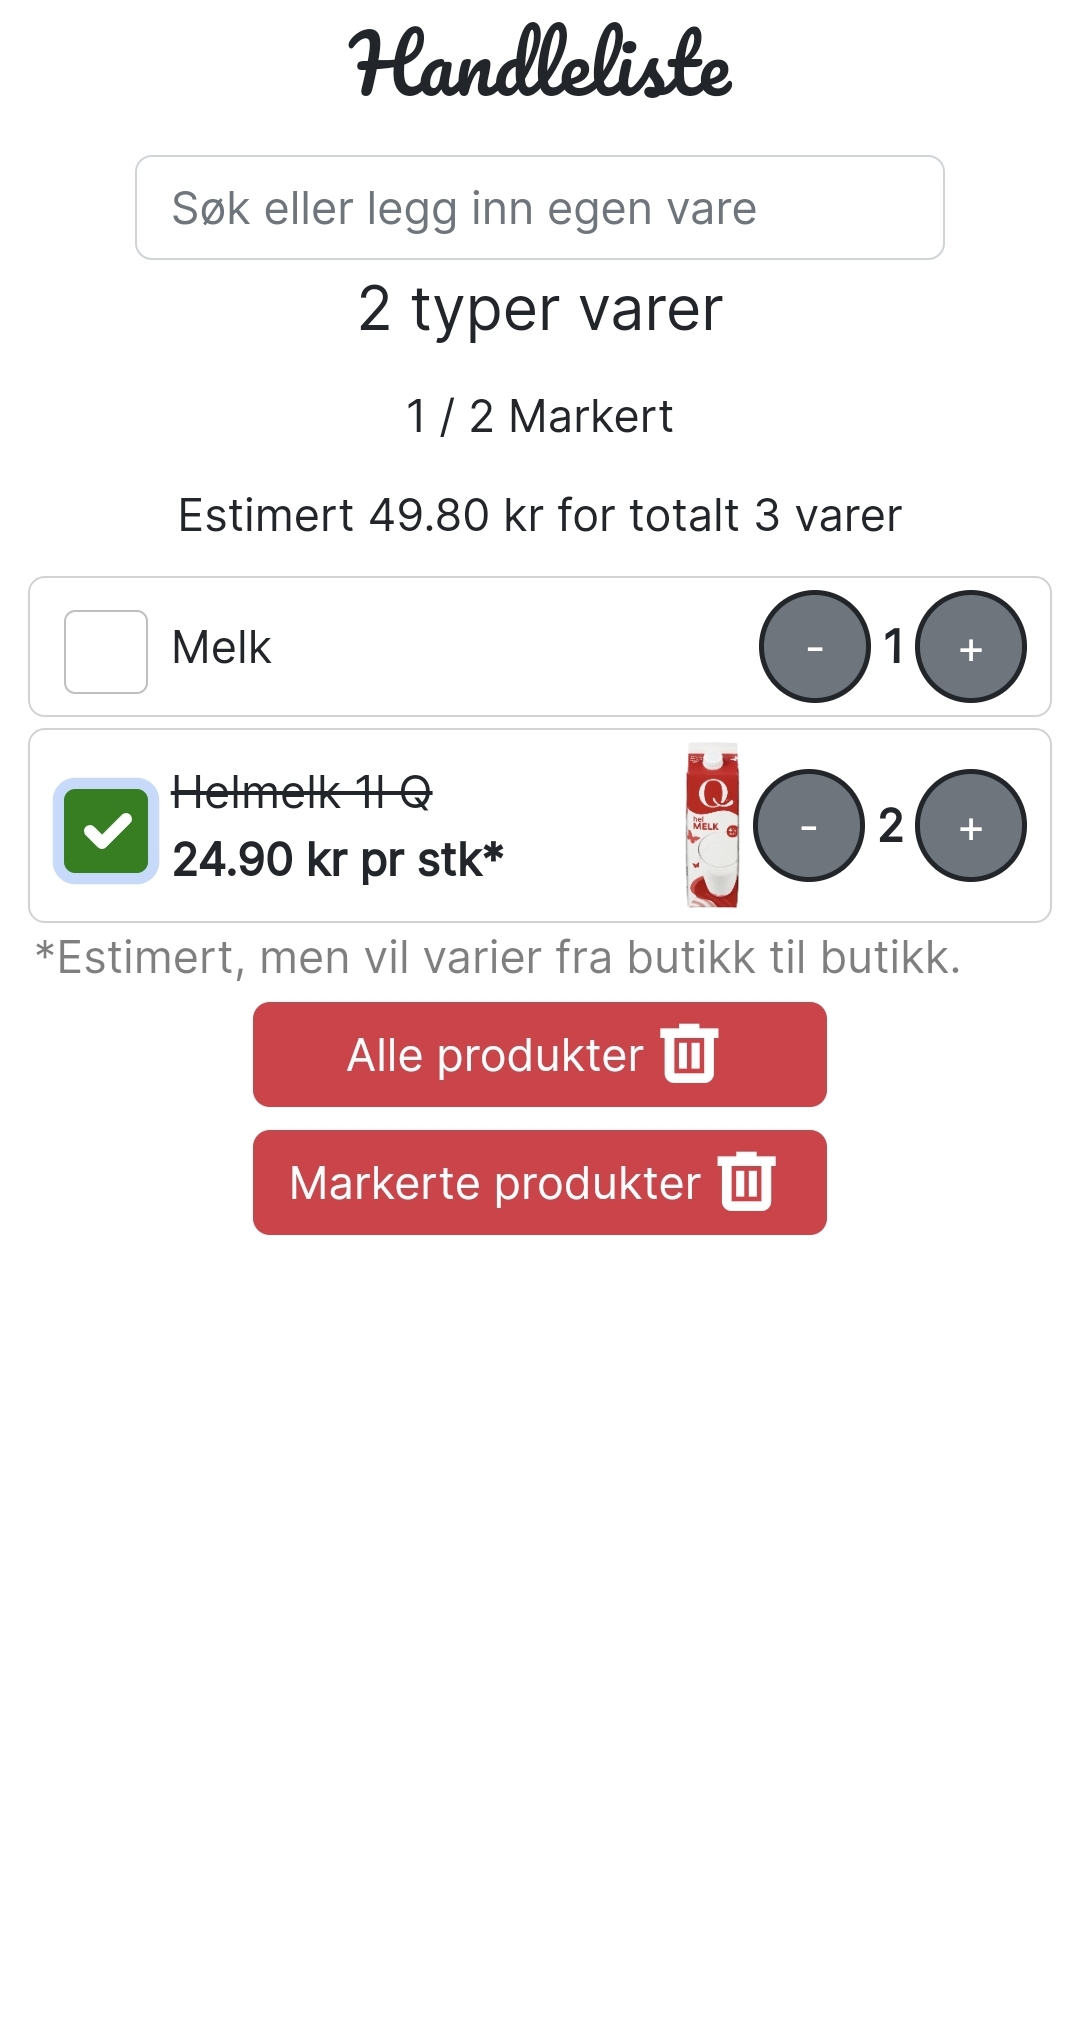 Handleliste
Søk eller legg inn egen vare
2 typer varer
1 / 2 Markert
Estimert 49.80 kr for totalt 3 varer
Melk
- 1 +
Helmelk 1l Q
24.90 kr pr stk*
Q
hel
MELK
- 2 +
*Estimert, men vil varier fra butikk til butikk.
Alle produkter
Markerte produkter